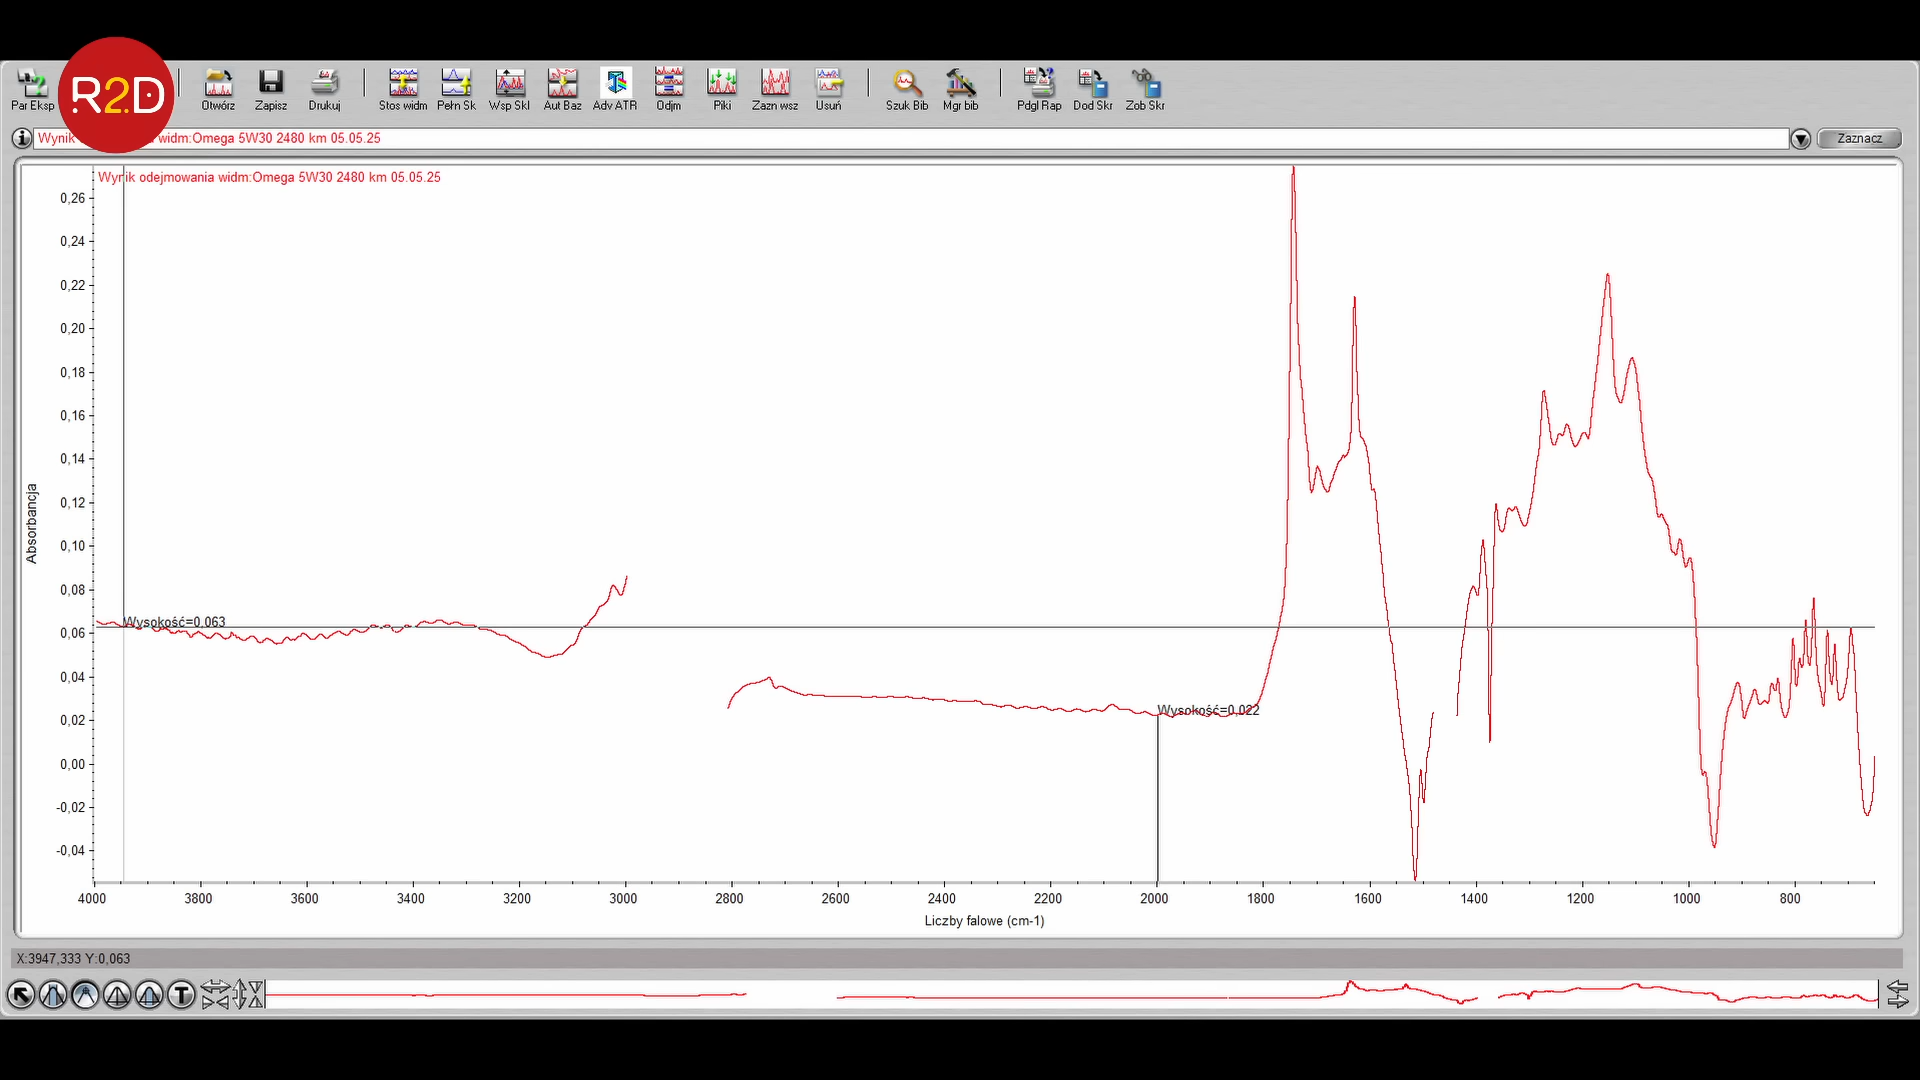 R2D
Par Eksp
Otwórz
Zapisz
Drukuj
Stos widm
Pełn Sk
Wsp Skl
Aut Baz
Adv ATR
Odjm
Piki
Zazn wsz
Usuń
Szuk Bib
Mgr bib
Pdgl Rap
Dod Skr
Zob Skr
Wynik widm:Omega 5W30 2480 km 05.05.25
Zaznacz
Wynik odejmowania widm:Omega 5W30 2480 km 05.05.25
0,26
0,24
0,22
0,20
0,18
0,16
0,14
0,12
0,10
0,08
0,06
0,04
0,02
0,00
-0,02
-0,04
Absorbancja
Wysokość=0,063
Wysokość=0,022
4000 3800 3600 3400 3200 3000 2800 2600 2400 2200 2000 1800 1600 1400 1200 1000 800
Liczby falowe (cm-1)
X:3947,333 Y:0,063
T